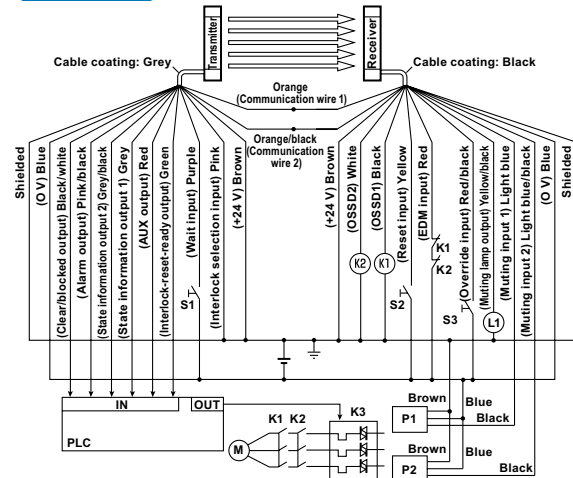 Transmitter
Receiver
Cable coating: Grey
Cable coating: Black
Orange
(Communication wire 1)
Orange/black
(Communication
wire 2)
Shielded
(O V) Blue
(Clear/blocked output) Black/white
(Alarm output) Pink/black
(State information output 2) Grey/black
(State information output 1) Grey
(AUX output) Red
(Interlock-reset-ready output) Green
(Wait input) Purple
(Interlock selection input) Pink
(+24 V) Brown
(+24 V) Brown
(OSSD2) White
(OSSD1) Black
(Reset input) Yellow
(EDM input) Red
(Override input) Red/black
(Muting lamp output) Yellow/black
(Muting input 1) Light blue
(Muting input 2) Light blue/black
(O V) Blue
Shielded
K2
K1
K1
K2
S1
S2
S3
L1
IN
OUT
PLC
K1 K2
K3
M
Brown
Blue
P1
Black
Brown
Blue
P2
Black